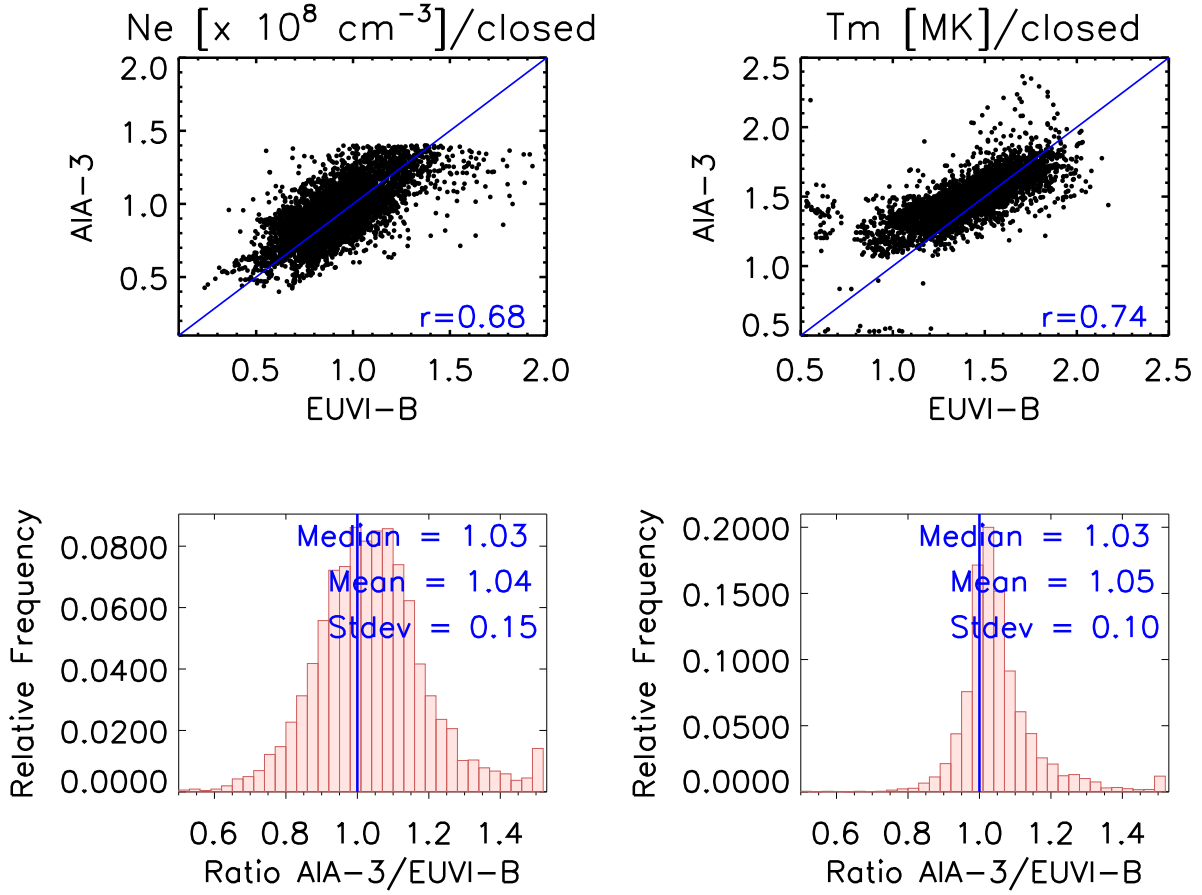 Ne [x 10⁸ cm⁻³]/closed
2.0
1.5
1.0
0.5
AIA-3
r=0.68
0.5 1.0 1.5 2.0
EUVI-B
Tm [MK]/closed
2.5
2.0
1.5
1.0
0.5
AIA-3
r=0.74
0.5 1.0 1.5 2.0 2.5
EUVI-B
Relative Frequency
0.0800
0.0600
0.0400
0.0200
0.0000
Median = 1.03
Mean = 1.04
Stdev = 0.15
0.6 0.8 1.0 1.2 1.4
Ratio AIA-3/EUVI-B
Relative Frequency
0.2000
0.1500
0.1000
0.0500
0.0000
Median = 1.03
Mean = 1.05
Stdev = 0.10
0.6 0.8 1.0 1.2 1.4
Ratio AIA-3/EUVI-B